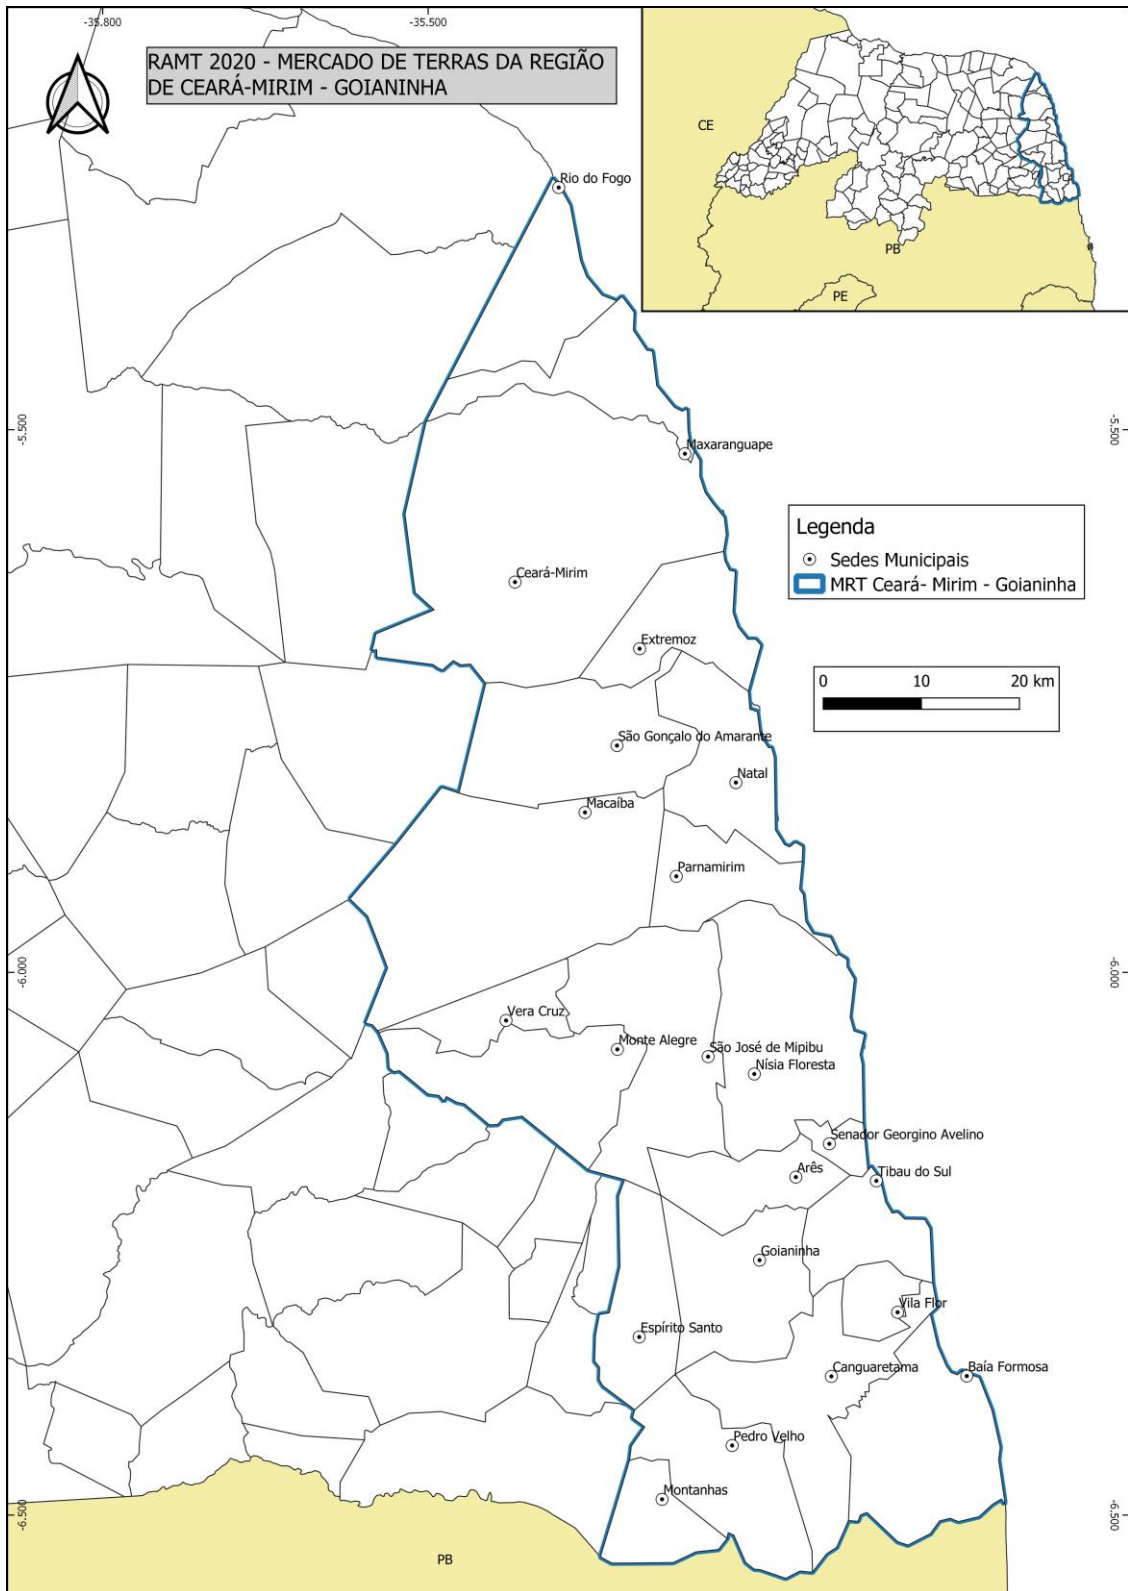 -35.800
-35.500
RAMT 2020 - MERCADO DE TERRAS DA REGIÃO
DE CEARÁ-MIRIM - GOIANINHA
CE
PB
PE
Rio do Fogo
-5.500
-5.500
Maxaranguape
Legenda
Sedes Municipais
MRT Ceará- Mirim - Goianinha
Ceará-Mirim
Extremoz
0 10 20 km
São Gonçalo do Amarante
Natal
Macaíba
Parnamirim
-6.000
-6.000
Vera Cruz
Monte Alegre
São José de Mipibu
Nísia Floresta
Senador Georgino Avelino
Arês
Tibau do Sul
Goianinha
Vila Flor
Espírito Santo
Canguaretama
Baía Formosa
Pedro Velho
Montanhas
-6.500
-6.500
PB